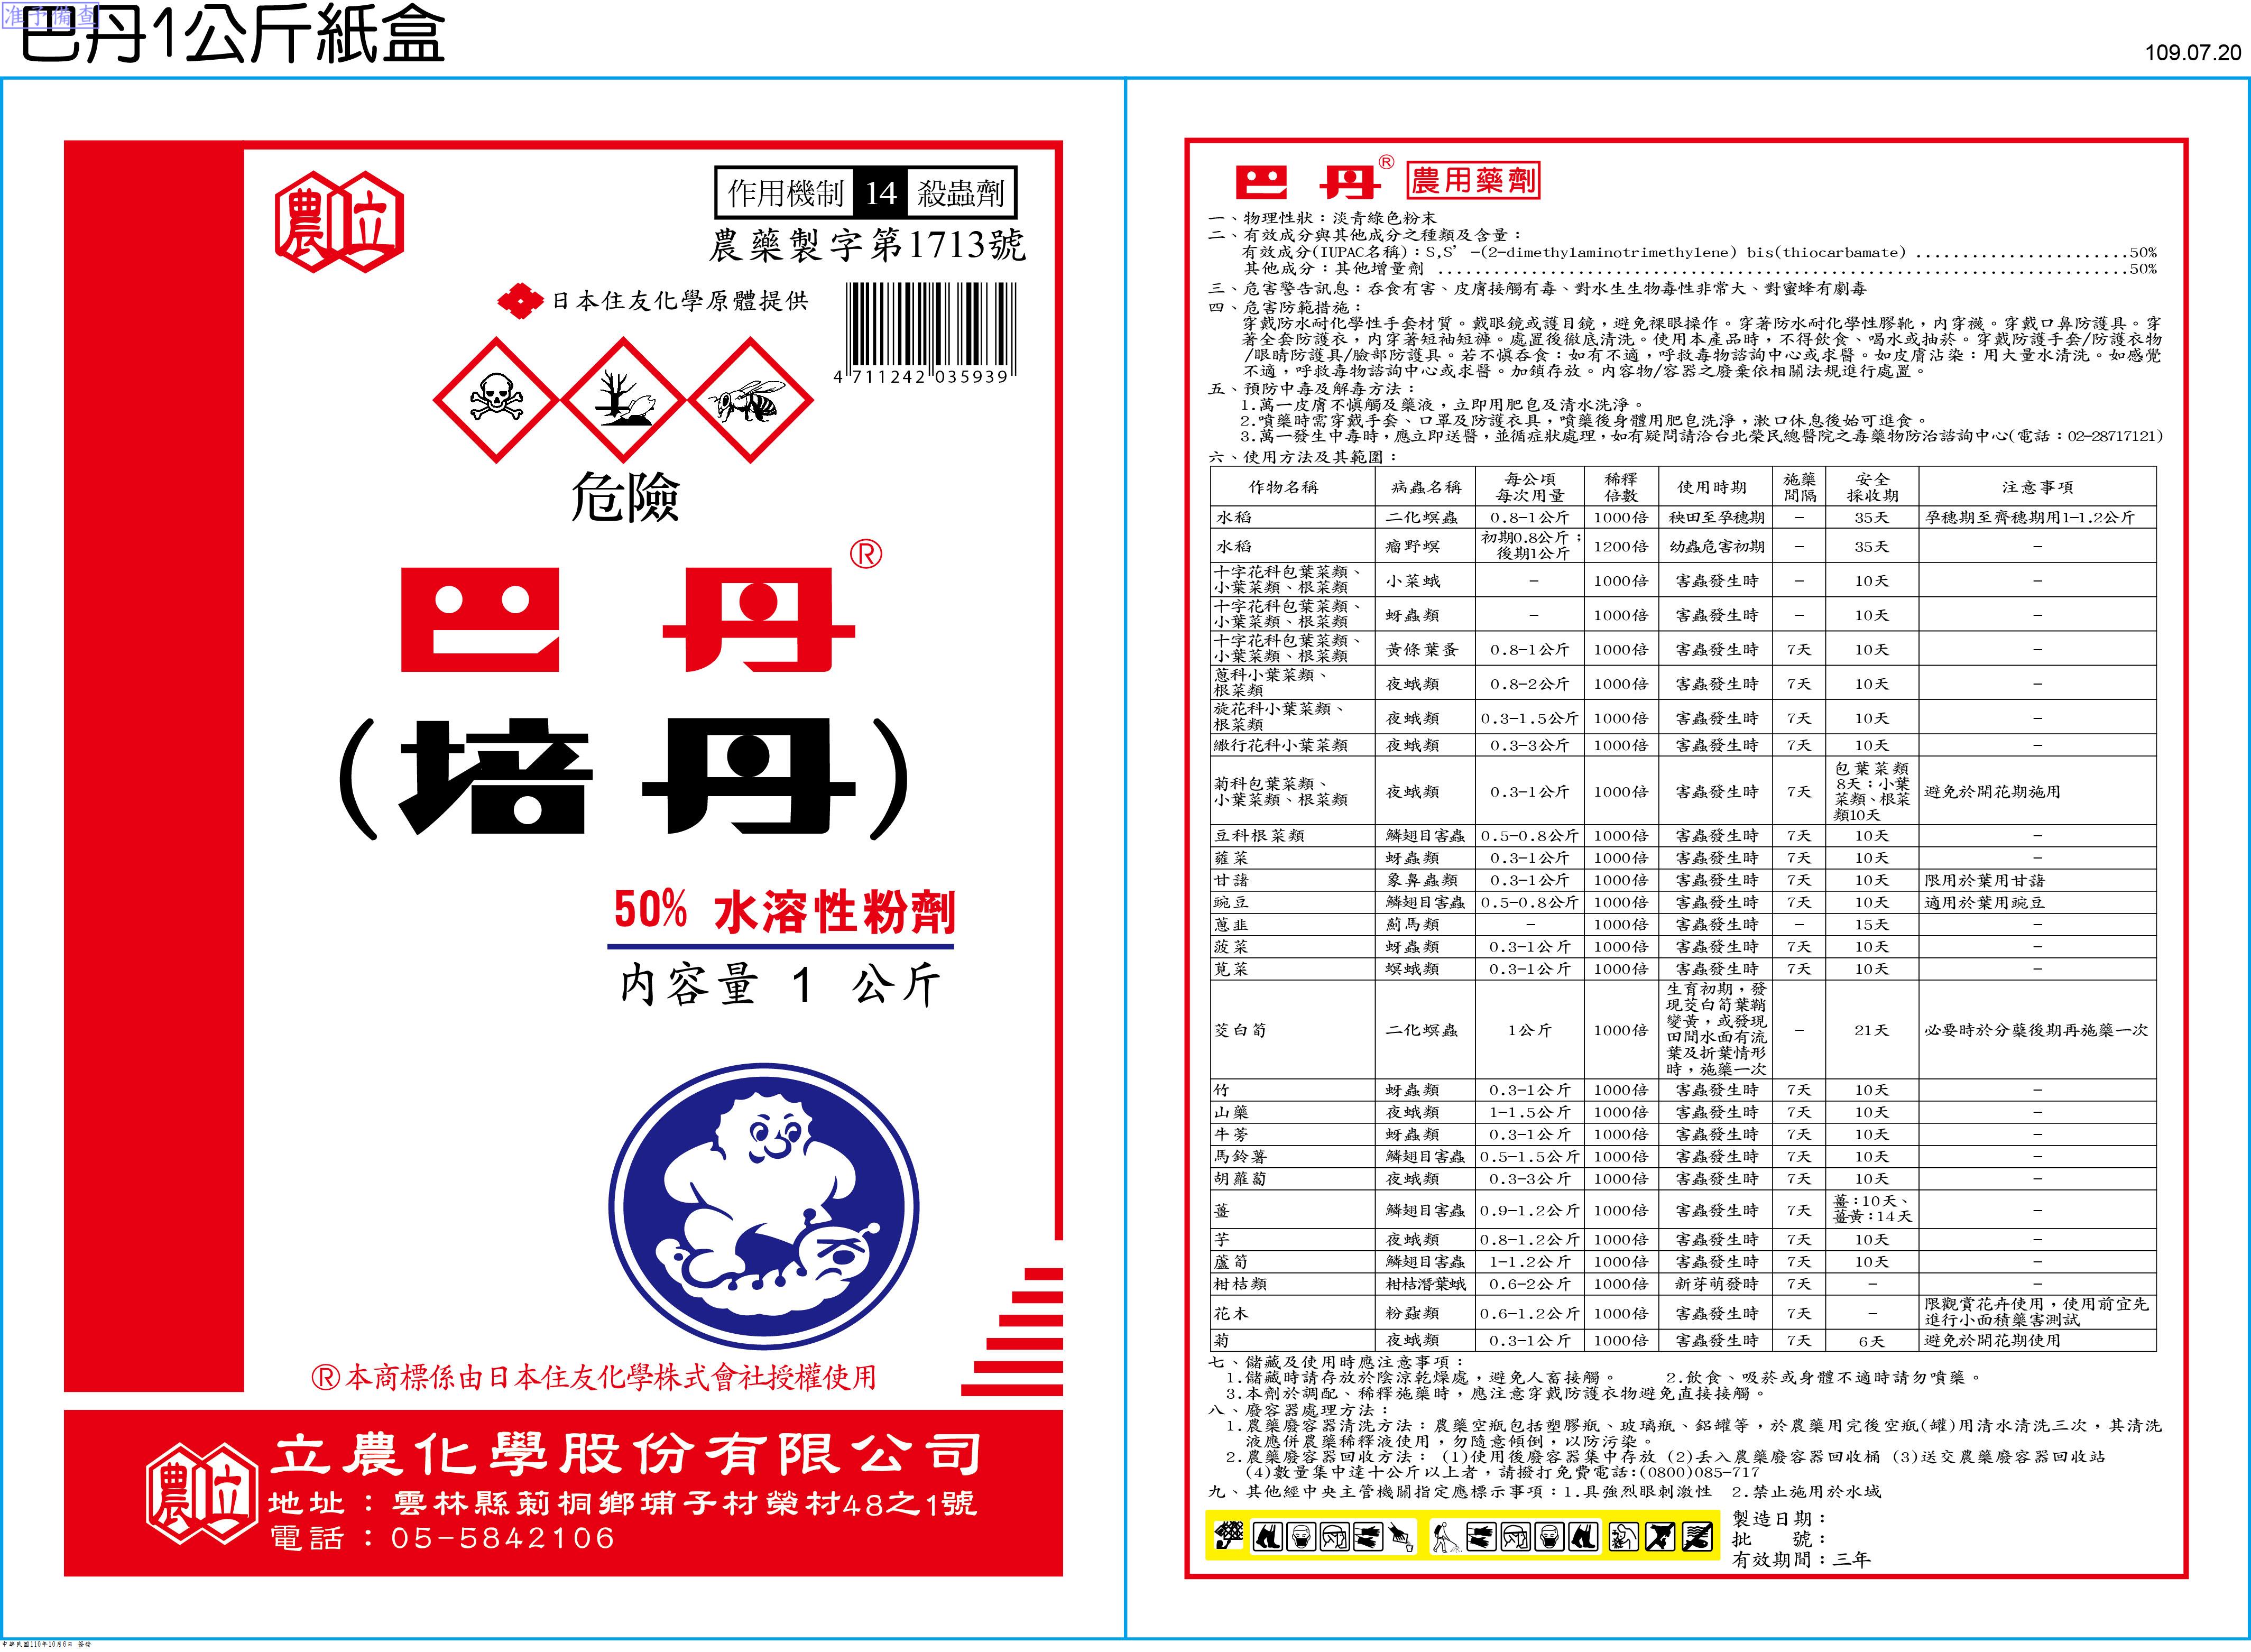 准予備查
巴丹1公斤紙盒
109.07.20
農立
作用機制 14 殺蟲劑
農藥製字第1713號
日本住友化學原體提供
4 711242 035939
危險
巴丹®
(培丹)
50% 水溶性粉劑
內容量 1 公斤
®本商標係由日本住友化學株式會社授權使用
農立
立農化學股份有限公司
地址：雲林縣莿桐鄉埔子村榮村48之1號
電話：05-5842106
巴丹® 農用藥劑
一、物理性狀：淡青綠色粉末
二、有效成分與其他成分之種類及含量：
有效成分(IUPAC名稱)：S,S’-(2-dimethylaminotrimethylene) bis(thiocarbamate) ........................50%
其他成分：其他增量劑 ..............................................................................50%
三、危害警告訊息：吞食有害、皮膚接觸有毒、對水生生物毒性非常大、對蜜蜂有劇毒
四、危害防範措施：
穿戴防水耐化學性手套材質。戴眼鏡或護目鏡，避免裸眼操作。穿著防水耐化學性膠靴，內穿襪。穿戴口鼻防護具。穿
著全套防護衣，內穿著短袖短褲。處置後徹底清洗。使用本產品時，不得飲食、喝水或抽菸。穿戴防護手套/防護衣物
/眼睛防護具/臉部防護具。若不慎吞食：如有不適，呼救毒物諮詢中心或求醫。如皮膚沾染：用大量水清洗。如感覺
不適，呼救毒物諮詢中心或求醫。加鎖存放。內容物/容器之廢棄依相關法規進行處置。
五、預防中毒及解毒方法：
1.萬一皮膚不慎觸及藥液，立即用肥皂及清水洗淨。
2.噴藥時需穿戴手套、口罩及防護衣具，噴藥後身體用肥皂洗淨，漱口休息後始可進食。
3.萬一發生中毒時，應立即送醫，並循症狀處理，如有疑問請洽台北榮民總醫院之毒藥物防治諮詢中心(電話：02-28717121)
六、使用方法及其範圍：
作物名稱 病蟲名稱 每公頃每次用量 稀釋倍數 使用時期 施藥間隔 安全採收期 注意事項
水稻 二化螟蟲 0.8-1公斤 1000倍 秧田至孕穗期 - 35天 孕穗期至齊穗期用1-1.2公斤
水稻 瘤野螟 初期0.8公斤；後期1公斤 1200倍 幼蟲危害初期 - 35天 -
十字花科包葉菜類、小葉菜類、根菜類 小菜蛾 - 1000倍 害蟲發生時 - 10天 -
十字花科包葉菜類、小葉菜類、根菜類 蚜蟲類 - 1000倍 害蟲發生時 - 10天 -
十字花科包葉菜類、小葉菜類、根菜類 黃條葉蚤 0.8-1公斤 1000倍 害蟲發生時 7天 10天 -
蔥科小葉菜類、根菜類 夜蛾類 0.8-2公斤 1000倍 害蟲發生時 7天 10天 -
旋花科小葉菜類、根菜類 夜蛾類 0.3-1.5公斤 1000倍 害蟲發生時 7天 10天 -
繖行花科小葉菜類 夜蛾類 0.3-3公斤 1000倍 害蟲發生時 7天 10天 -
菊科包葉菜類、小葉菜類、根菜類 夜蛾類 0.3-1公斤 1000倍 害蟲發生時 7天 包葉菜類8天；小葉菜類、根菜類10天 避免於開花期施用
豆科根菜類 鱗翅目害蟲 0.5-0.8公斤 1000倍 害蟲發生時 7天 10天 -
蕹菜 蚜蟲類 0.3-1公斤 1000倍 害蟲發生時 7天 10天 -
甘藷 象鼻蟲類 0.3-1公斤 1000倍 害蟲發生時 7天 10天 限用於葉用甘藷
豌豆 鱗翅目害蟲 0.5-0.8公斤 1000倍 害蟲發生時 7天 10天 適用於葉用豌豆
蔥韭 薊馬類 - 1000倍 害蟲發生時 - 15天 -
菠菜 蚜蟲類 0.3-1公斤 1000倍 害蟲發生時 7天 10天 -
莧菜 螟蛾類 0.3-1公斤 1000倍 害蟲發生時 7天 10天 -
茭白筍 二化螟蟲 1公斤 1000倍 生育初期，發現茭白筍葉鞘變黃，或發現田間水面有流葉及折葉情形時，施藥一次 - 21天 必要時於分蘗後期再施藥一次
竹 蚜蟲類 0.3-1公斤 1000倍 害蟲發生時 7天 10天 -
山藥 夜蛾類 1-1.5公斤 1000倍 害蟲發生時 7天 10天 -
牛蒡 蚜蟲類 0.3-1公斤 1000倍 害蟲發生時 7天 10天 -
馬鈴薯 鱗翅目害蟲 0.5-1.5公斤 1000倍 害蟲發生時 7天 10天 -
胡蘿蔔 夜蛾類 0.3-3公斤 1000倍 害蟲發生時 7天 10天 -
薑 鱗翅目害蟲 0.9-1.2公斤 1000倍 害蟲發生時 7天 薑：10天、薑黃：14天 -
芋 夜蛾類 0.8-1.2公斤 1000倍 害蟲發生時 7天 10天 -
蘆筍 鱗翅目害蟲 1-1.2公斤 1000倍 害蟲發生時 7天 10天 -
柑桔類 柑桔潛葉蛾 0.6-2公斤 1000倍 新芽萌發時 7天 - -
花木 粉蝨類 0.6-1.2公斤 1000倍 害蟲發生時 7天 - 限觀賞花卉使用，使用前宜先進行小面積藥害測試
菊 夜蛾類 0.3-1公斤 1000倍 害蟲發生時 7天 6天 避免於開花期使用
七、儲藏及使用時應注意事項：
1.儲藏時請存放於陰涼乾燥處，避免人畜接觸。 2.飲食、吸菸或身體不適時請勿噴藥。
3.本劑於調配、稀釋施藥時，應注意穿戴防護衣物避免直接接觸。
八、廢容器處理方法：
1.農藥廢容器清洗方法：農藥空瓶包括塑膠瓶、玻璃瓶、鋁罐等，於農藥用完後空瓶(罐)用清水清洗三次，其清洗
液應併農藥稀釋液使用，勿隨意傾倒，以防污染。
2.農藥廢容器回收方法： (1)使用後廢容器集中存放 (2)丟入農藥廢容器回收桶 (3)送交農藥廢容器回收站
(4)數量集中達十公斤以上者，請撥打免費電話:(0800)085-717
九、其他經中央主管機關指定應標示事項：1.具強烈眼刺激性 2.禁止施用於水域
製造日期：
批 號：
有效期間：三年
中華民國110年10月6日 簽發